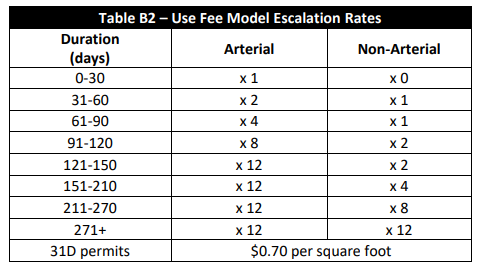 Table B2 – Use Fee Model Escalation Rates
Duration (days) Arterial Non-Arterial
0-30 x 1 x 0
31-60 x 2 x 1
61-90 x 4 x 1
91-120 x 8 x 2
121-150 x 12 x 2
151-210 x 12 x 4
211-270 x 12 x 8
271+ x 12 x 12
31D permits $0.70 per square foot